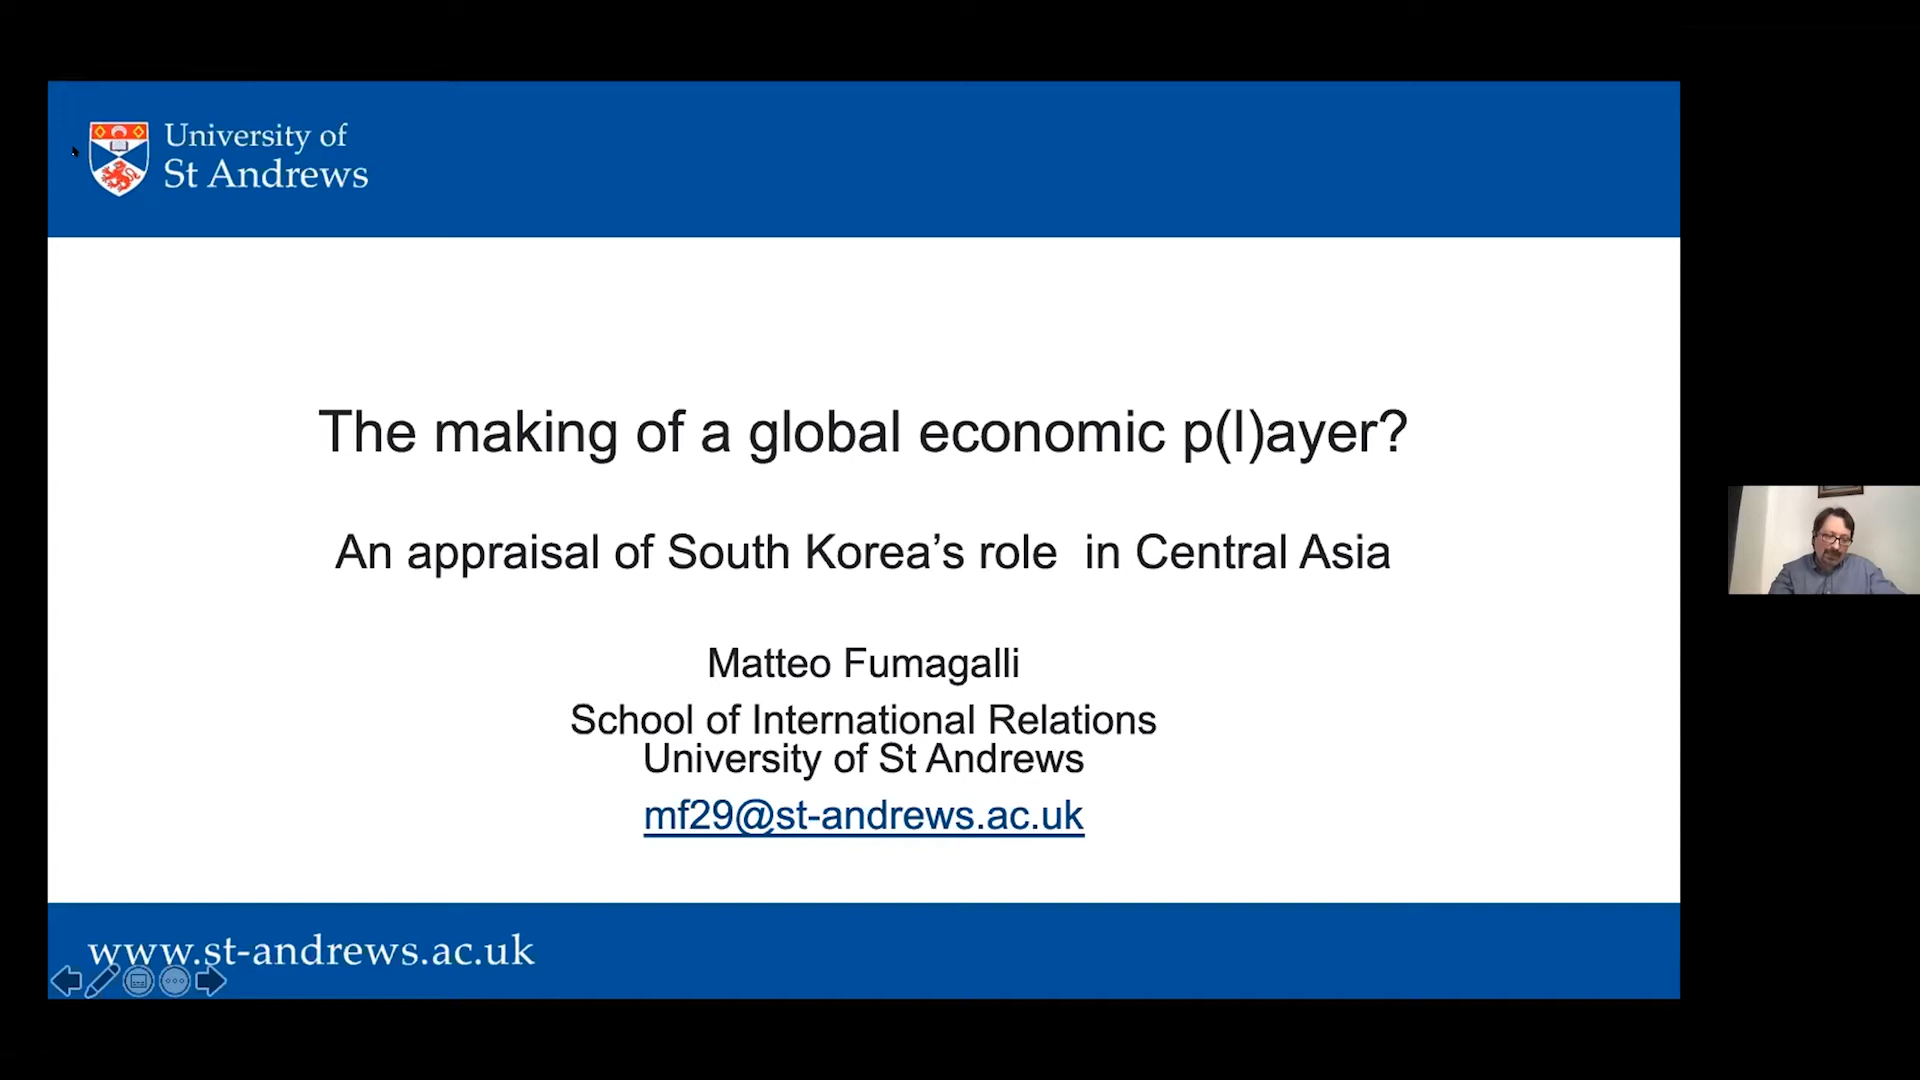 University of
St Andrews
The making of a global economic p(l)ayer?
An appraisal of South Korea’s role  in Central Asia
Matteo Fumagalli
School of International Relations
University of St Andrews
mf29@st-andrews.ac.uk
www.st-andrews.ac.uk